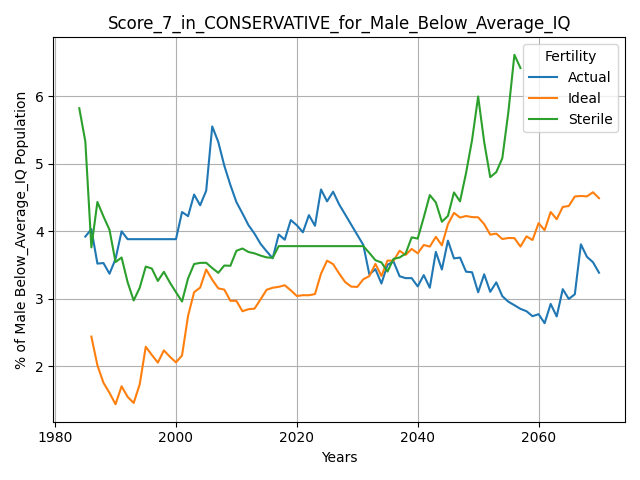 Score_7_in_CONSERVATIVE_for_Male_Below_Average_IQ
Fertility
Actual
Ideal
Sterile
% of Male Below_Average_IQ Population
6
5
4
3
2
1980
2000
2020
2040
2060
Years